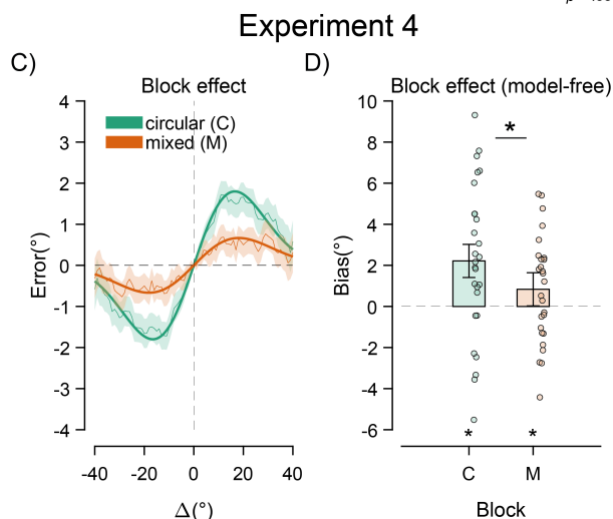 Experiment 4
C)
Block effect
circular (C)
mixed (M)
Error(°)
4
3
2
1
0
-1
-2
-3
-4
-40
-20
0
20
40
Δ(°)
D)
Block effect (model-free)
Bias(°)
10
8
6
4
2
0
-2
-4
-6
*
*
*
C
M
Block